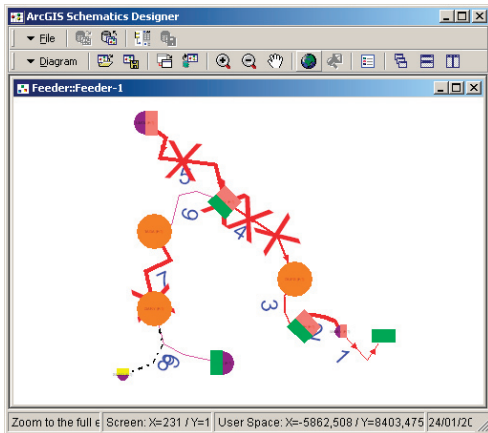 ArcGIS Schematics Designer
File
Diagram
Feeder::Feeder-1
5
6
4
7
3
2
1
8
9
Zoom to the full e
Screen: X=231 / Y=1
User Space: X=-5862,508 / Y=8403,475
24/01/20